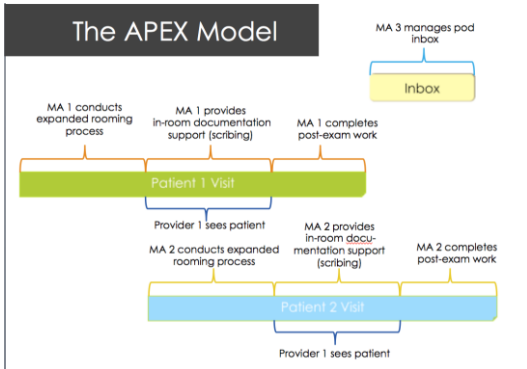 The APEX Model
MA 3 manages pod
inbox
Inbox
MA 1 conducts
expanded rooming
process
MA 1 provides
in-room documentation
support (scribing)
MA 1 completes
post-exam work
Patient 1 Visit
Provider 1 sees patient
MA 2 conducts expanded
rooming process
MA 2 provides
in-room docu-
mentation support
(scribing)
MA 2 completes
post-exam work
Patient 2 Visit
Provider 1 sees patient